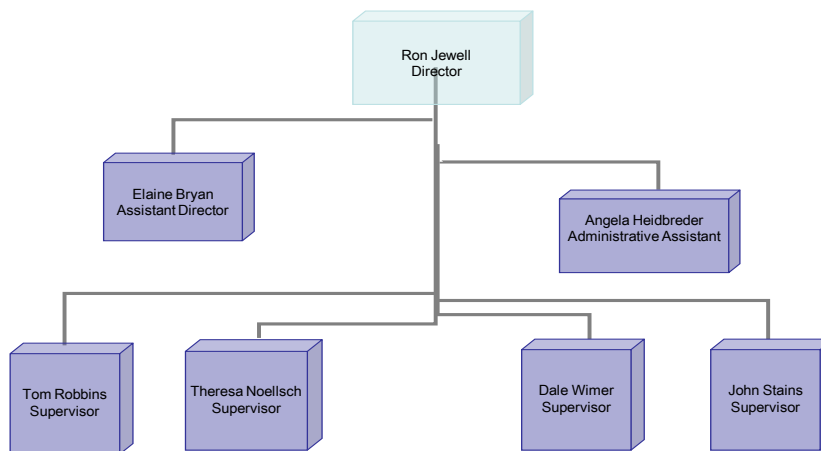 Ron Jewell
Director
Elaine Bryan
Assistant Director
Angela Heidbreder
Administrative Assistant
Tom Robbins
Supervisor
Theresa Noellsch
Supervisor
Dale Wimer
Supervisor
John Stains
Supervisor